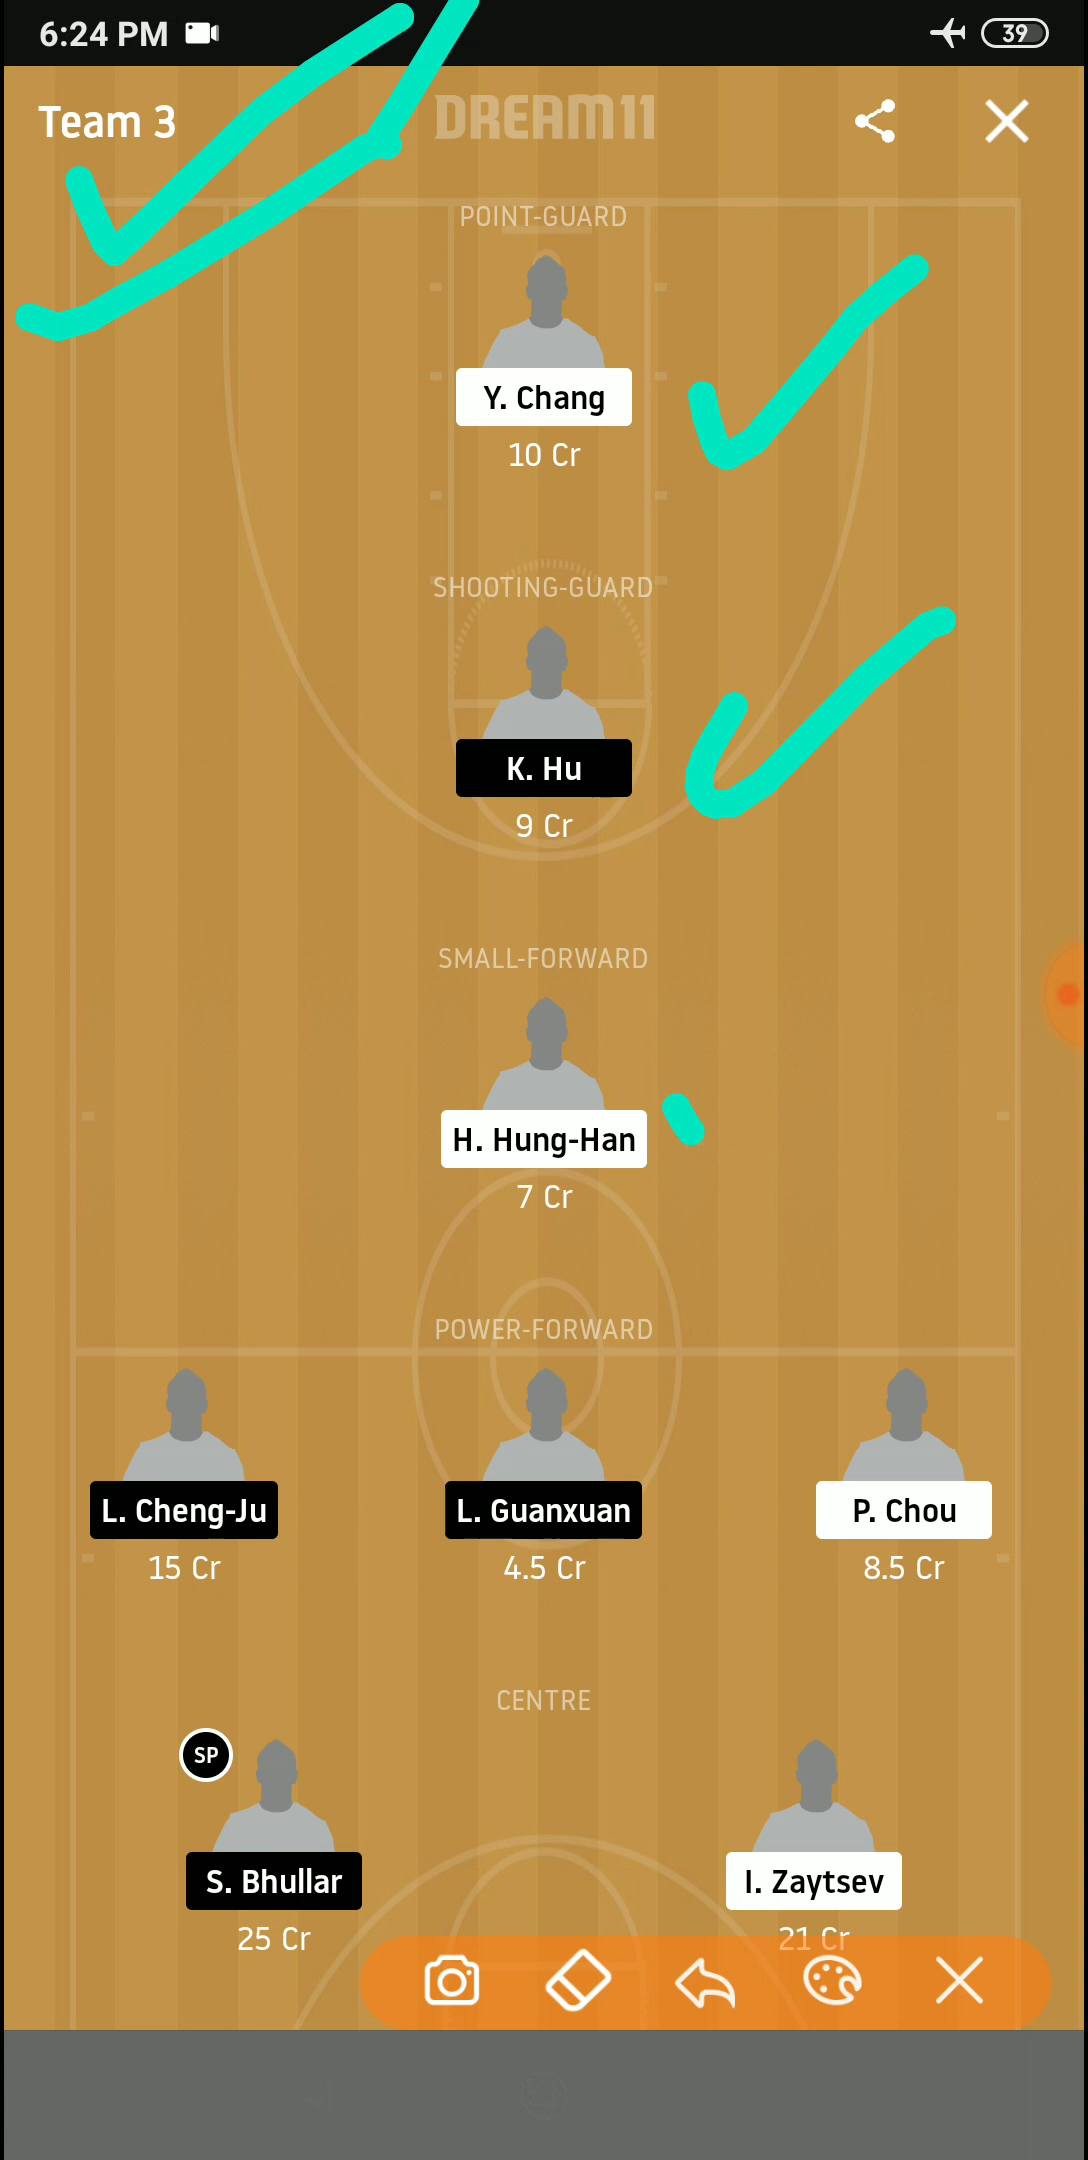 6:24 PM 39
Team 3 DREAM11
POINT-GUARD
Y. Chang
10 Cr
SHOOTING-GUARD
K. Hu
9 Cr
SMALL-FORWARD
H. Hung-Han
7 Cr
POWER-FORWARD
L. Cheng-Ju L. Guanxuan P. Chou
15 Cr 4.5 Cr 8.5 Cr
CENTRE
SP
S. Bhullar I. Zaytsev
25 Cr 21 Cr